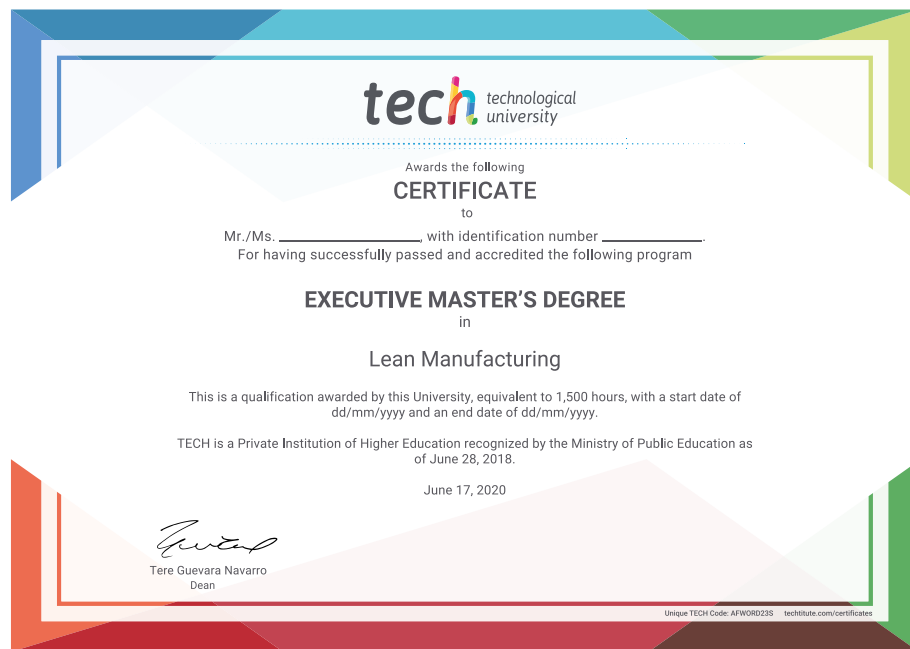 tech technological
university
Awards the following
CERTIFICATE
to
Mr./Ms. ____________________, with identification number ______________.
For having successfully passed and accredited the following program
EXECUTIVE MASTER'S DEGREE
in
Lean Manufacturing
This is a qualification awarded by this University, equivalent to 1,500 hours, with a start date of
dd/mm/yyyy and an end date of dd/mm/yyyy.
TECH is a Private Institution of Higher Education recognized by the Ministry of Public Education as
of June 28, 2018.
June 17, 2020
Tere Guevara Navarro
Dean
Unique TECH Code: AFWORD23S techtitute.com/certificates